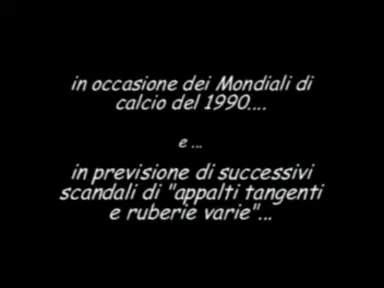 in occasione dei Mondiali di
calcio del 1990....
e ...
in previsione di successivi
scandali di "appalti tangenti
e ruberie varie"...